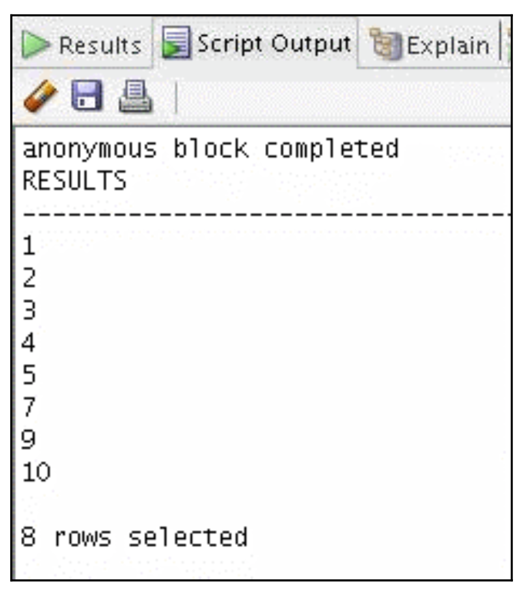 Results Script Output Explain
anonymous block completed
RESULTS
-------------------------------
1
2
3
4
5
7
9
10
8 rows selected